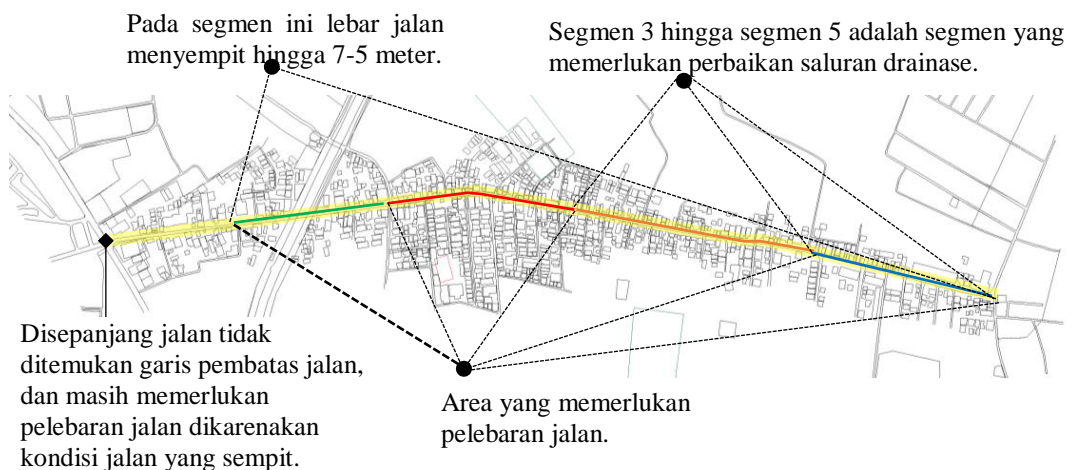 Pada segmen ini lebar jalan
menyempit hingga 7-5 meter.
Segmen 3 hingga segmen 5 adalah segmen yang
memerlukan perbaikan saluran drainase.
Disepanjang jalan tidak
ditemukan garis pembatas jalan,
dan masih memerlukan
pelebaran jalan dikarenakan
kondisi jalan yang sempit.
Area yang memerlukan
pelebaran jalan.